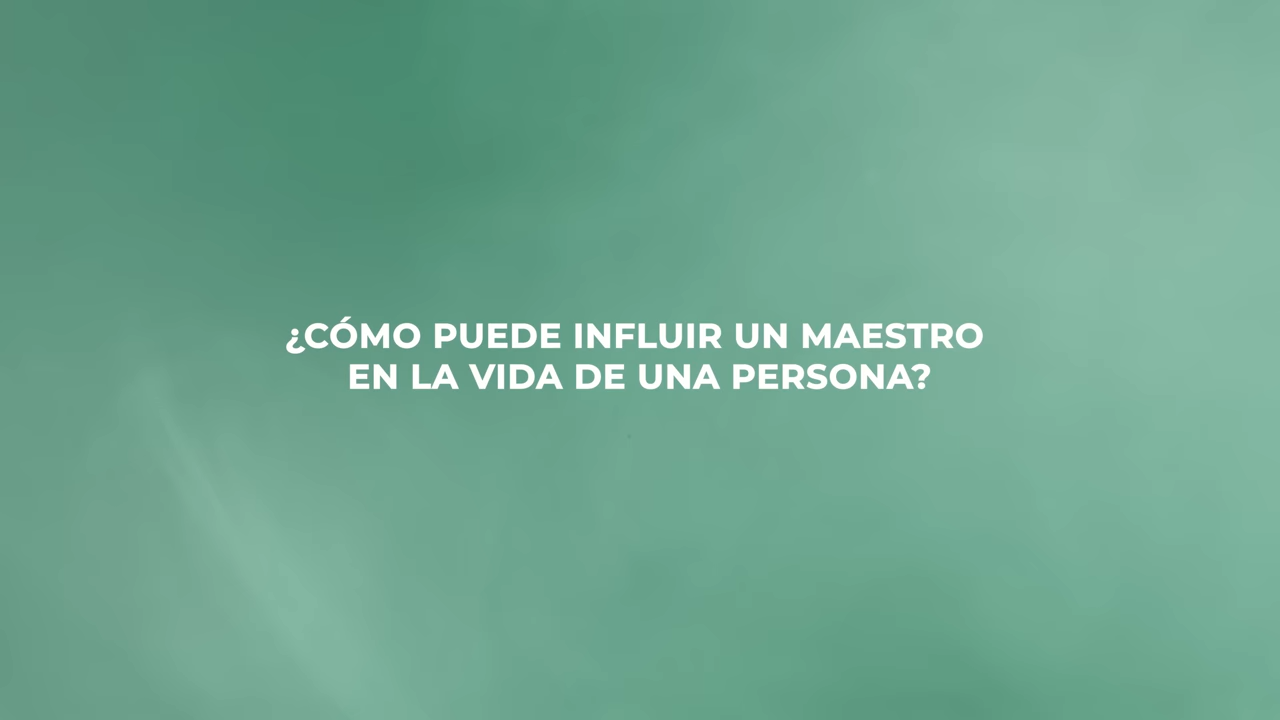 ¿CÓMO PUEDE INFLUIR UN MAESTRO
EN LA VIDA DE UNA PERSONA?